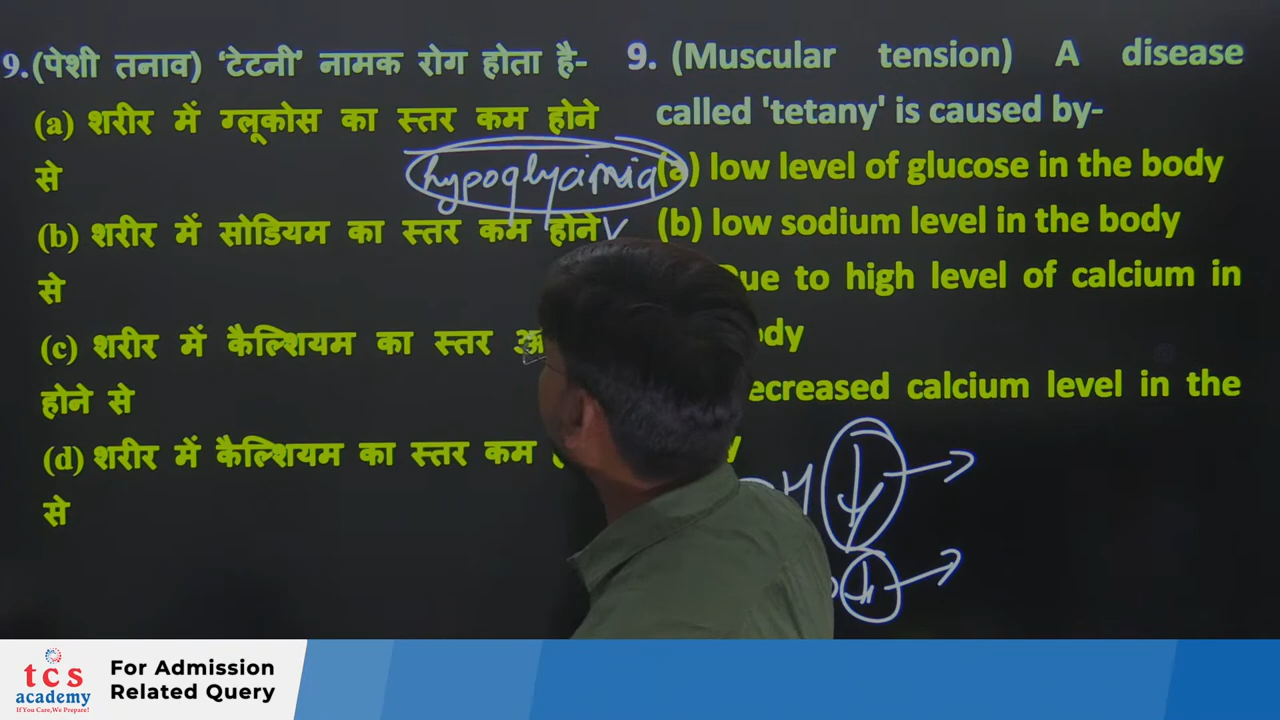 9.(पेशी तनाव) 'टेटनी' नामक रोग होता है-
(a) शरीर में ग्लूकोस का स्तर कम होने
से
(b) शरीर में सोडियम का स्तर कम होने
से
(c) शरीर में कैल्शियम का स्तर
होने से
(d) शरीर में कैल्शियम का स्तर कम
से
hypoglycimia
9. (Muscular tension) A disease
called 'tetany' is caused by-
(a) low level of glucose in the body
(b) low sodium level in the body
Due to high level of calcium in
ody
ecreased calcium level in the
y
tcs
academy
If You Care,We Prepare!
For Admission
Related Query